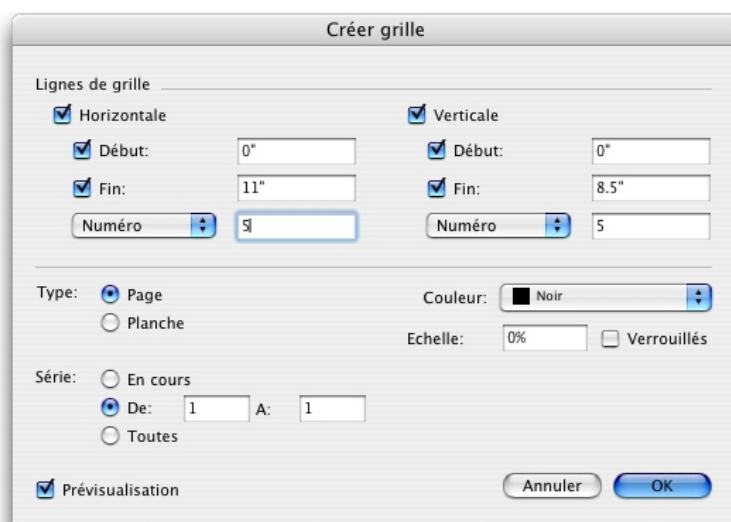 Créer grille
Lignes de grille
Horizontale
Verticale
Début: 0"
Début: 0"
Fin: 11"
Fin: 8.5"
Numéro 5
Numéro 5
Type: Page
Couleur: Noir
Planche
Echelle: 0% Verrouillés
Série: En cours
De: 1 A: 1
Toutes
Prévisualisation
Annuler OK